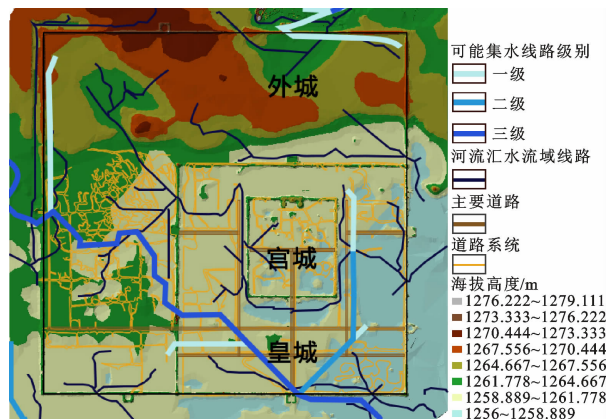 外城
宫城
皇城
可能集水线路级别
一级
二级
三级
河流汇水流域线路
主要道路
道路系统
海拔高度/m
1276.222~1279.111
1273.333~1276.222
1270.444~1273.333
1267.556~1270.444
1264.667~1267.556
1261.778~1264.667
1258.889~1261.778
1256~1258.889